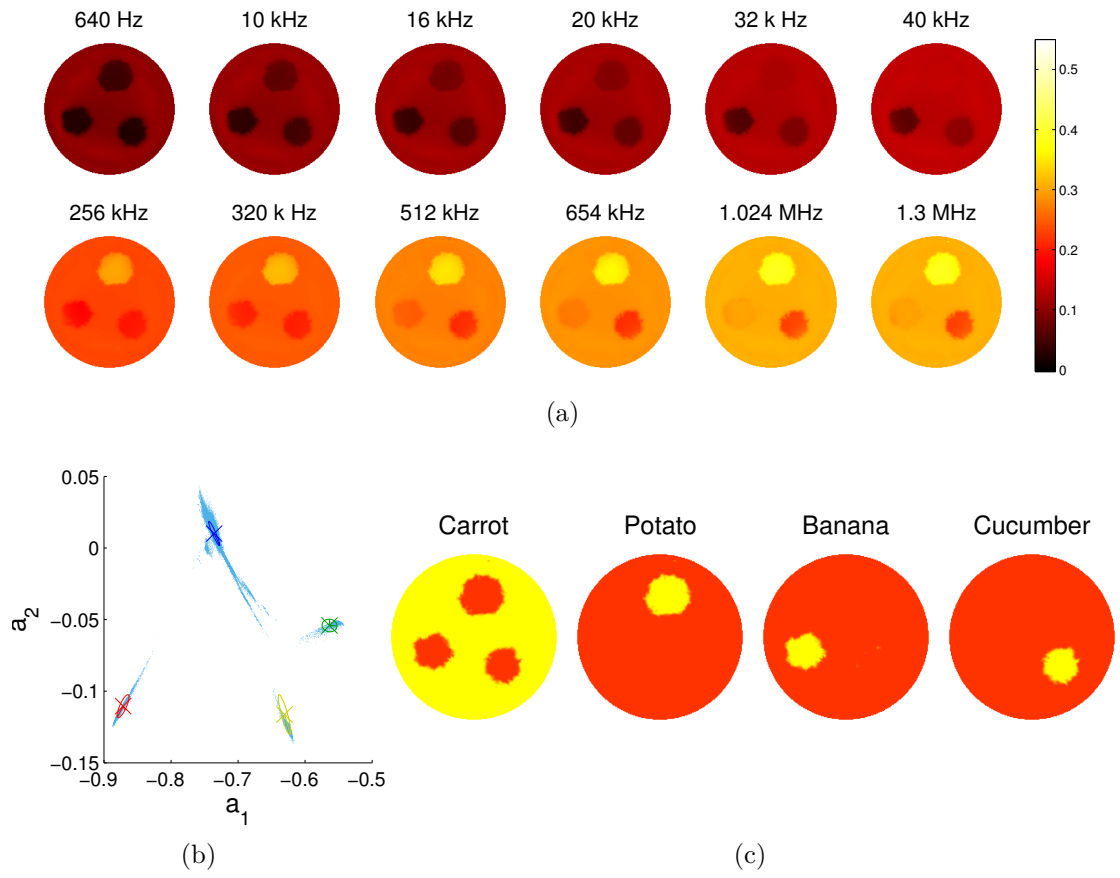 640 Hz 10 kHz 16 kHz 20 kHz 32 k Hz 40 kHz
0.5
0.4
0.3
0.2
0.1
0
256 kHz 320 k Hz 512 kHz 654 kHz 1.024 MHz 1.3 MHz
(a)
0.05
0
−0.05
−0.1
−0.15
a2
−0.9 −0.8 −0.7 −0.6 −0.5
a1
(b)
Carrot Potato Banana Cucumber
(c)